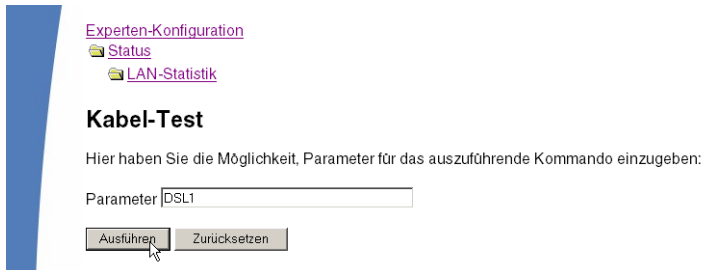 Experten-Konfiguration
Status
LAN-Statistik
Kabel-Test
Hier haben Sie die Möglichkeit, Parameter für das auszuführende Kommando einzugeben:
Parameter DSL1
Ausführen Zurücksetzen